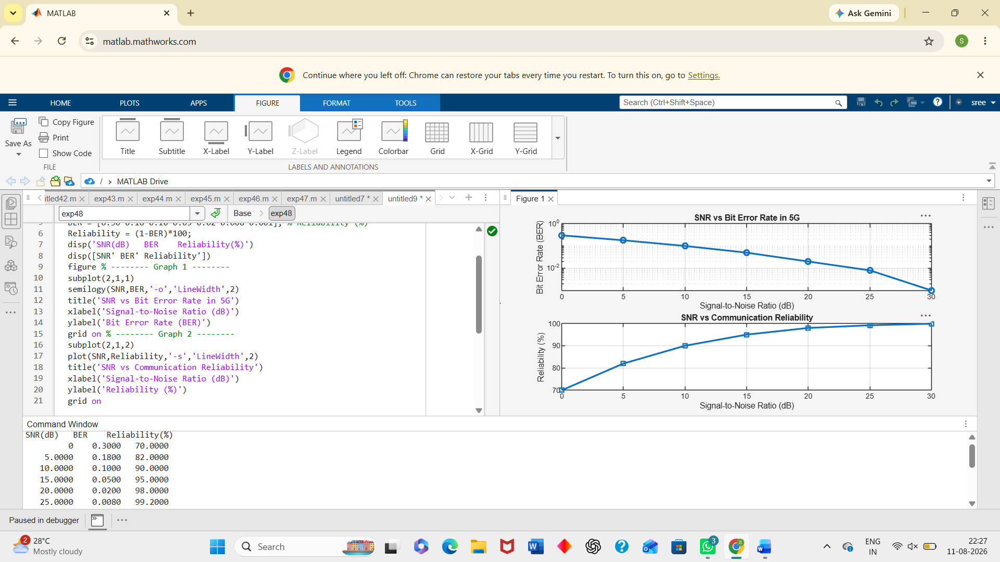 MATLAB
Ask Gemini
matlab.mathworks.com
S
Continue where you left off: Chrome can restore your tabs every time you restart. To turn this on, go to Settings.
HOME PLOTS APPS FIGURE FORMAT TOOLS
Search (Ctrl+Shift+Space)
sree
Save As
Copy Figure
Print
Show Code
FILE
Title Subtitle X-Label Y-Label Z-Label Legend Colorbar Grid X-Grid Y-Grid
LABELS AND ANNOTATIONS
/ › MATLAB Drive
itled42.m exp43.m exp44.m exp45.m exp46.m exp47.m untitled7 * untitled9 *
exp48
Base › exp48
6 Reliability = (1-BER)*100;
7 disp('SNR(dB)   BER    Reliability(%)')
8 disp([SNR' BER' Reliability'])
9 figure % -------- Graph 1 --------
10 subplot(2,1,1)
11 semilogy(SNR,BER,'-o','LineWidth',2)
12 title('SNR vs Bit Error Rate in 5G')
13 xlabel('Signal-to-Noise Ratio (dB)')
14 ylabel('Bit Error Rate (BER)')
15 grid on % -------- Graph 2 --------
16 subplot(2,1,2)
17 plot(SNR,Reliability,'-s','LineWidth',2)
18 title('SNR vs Communication Reliability')
19 xlabel('Signal-to-Noise Ratio (dB)')
20 ylabel('Reliability (%)')
21 grid on
Figure 1
SNR vs Bit Error Rate in 5G
Bit Error Rate (BER)
10^0
10^-2
0 5 10 15 20 25 30
Signal-to-Noise Ratio (dB)
SNR vs Communication Reliability
Reliability (%)
100
90
80
70
0 5 10 15 20 25 30
Signal-to-Noise Ratio (dB)
Command Window
SNR(dB)   BER    Reliability(%)
0 0.3000 70.0000
5.0000 0.1800 82.0000
10.0000 0.1000 90.0000
15.0000 0.0500 95.0000
20.0000 0.0200 98.0000
25.0000 0.0080 99.2000
Paused in debugger
2
28°C
Mostly cloudy
Search
3
ENG
IN
22:27
11-08-2026